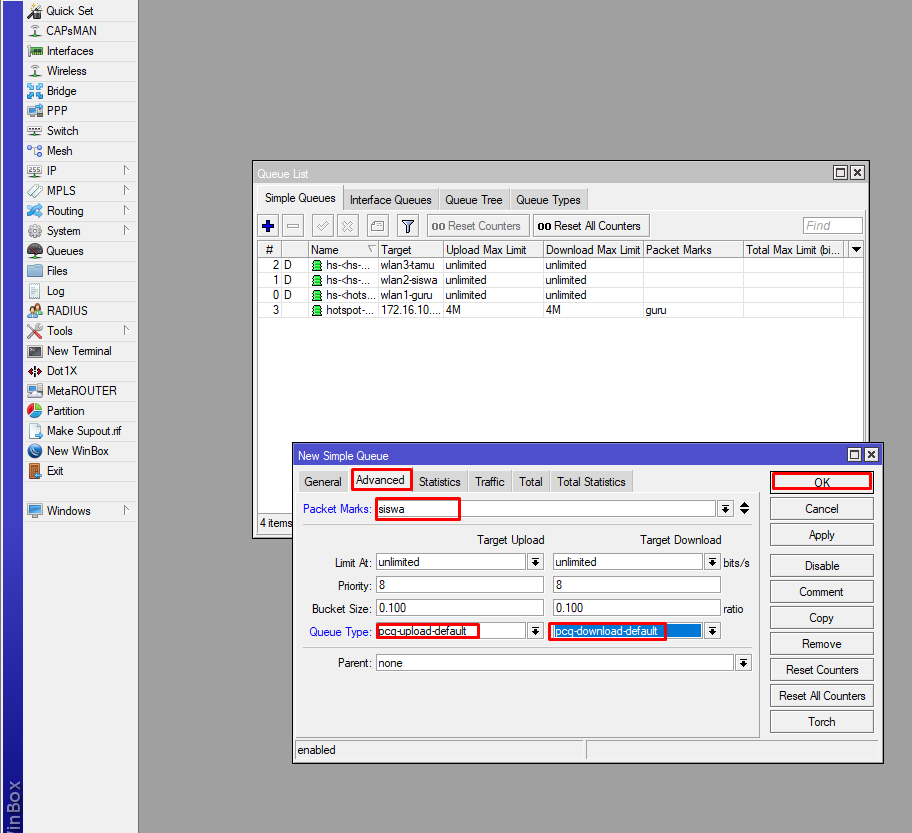 Quick Set
CAPsMAN
Interfaces
Wireless
Bridge
PPP
Switch
Mesh
IP
MPLS
Routing
System
Queues
Files
Log
RADIUS
Tools
New Terminal
Dot1X
MetaROUTER
Partition
Make Supout.rif
New WinBox
Exit
Windows
inBox
Queue List
Simple Queues Interface Queues Queue Tree Queue Types
00 Reset Counters 00 Reset All Counters Find
# Name Target Upload Max Limit Download Max Limit Packet Marks Total Max Limit (bi...
2 D hs-<hs-... wlan3-tamu unlimited unlimited
1 D hs-<hs-... wlan2-siswa unlimited unlimited
0 D hs-<hots... wlan1-guru unlimited unlimited
3 hotspot-... 172.16.10.... 4M 4M guru
4 items
New Simple Queue
General Advanced Statistics Traffic Total Total Statistics
Packet Marks: siswa
Target Upload Target Download
Limit At: unlimited unlimited bits/s
Priority: 8 8
Bucket Size: 0.100 0.100 ratio
Queue Type: pcq-upload-default pcq-download-default
Parent: none
enabled
OK
Cancel
Apply
Disable
Comment
Copy
Remove
Reset Counters
Reset All Counters
Torch